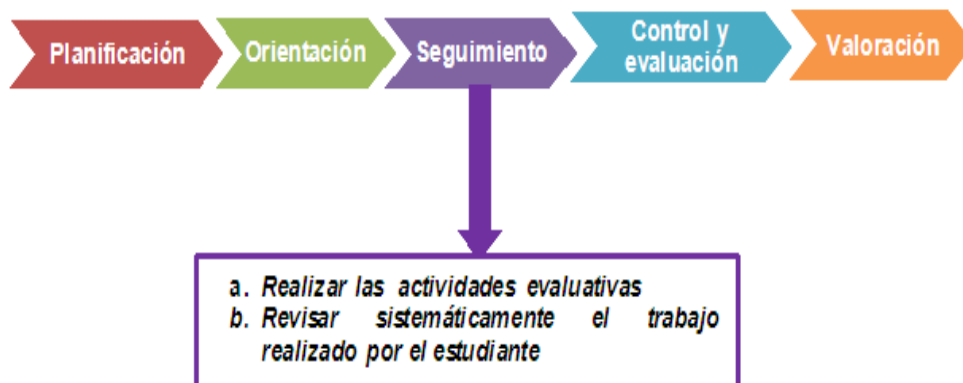 Planificación
Orientación
Seguimiento
Control y
evaluación
Valoración
a. Realizar las actividades evaluativas
b. Revisar sistemáticamente el trabajo
realizado por el estudiante